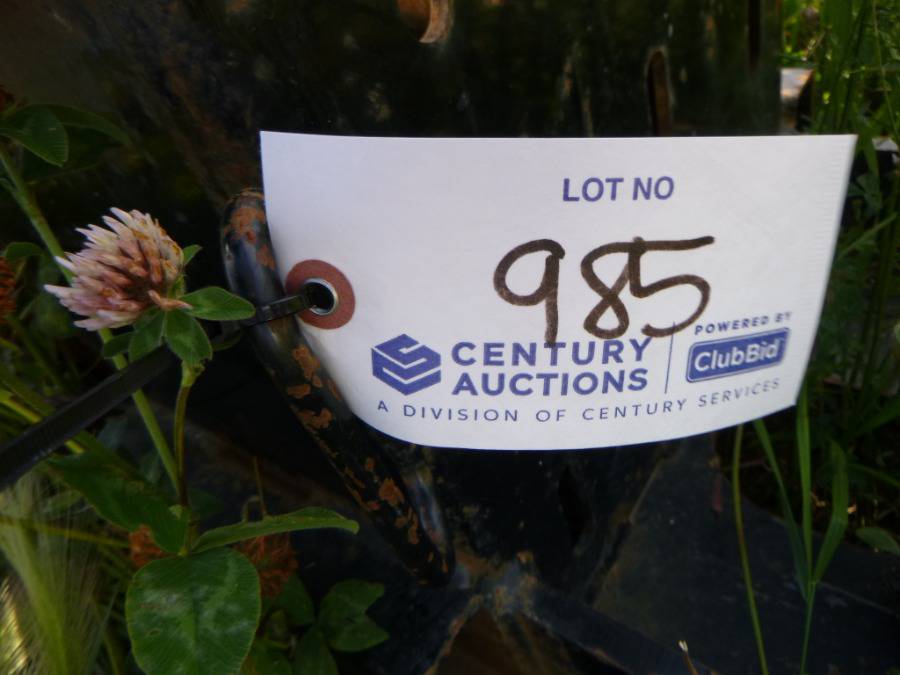 LOT NO
985
CENTURY
AUCTIONS
POWERED BY
ClubBid
A DIVISION OF CENTURY SERVICES